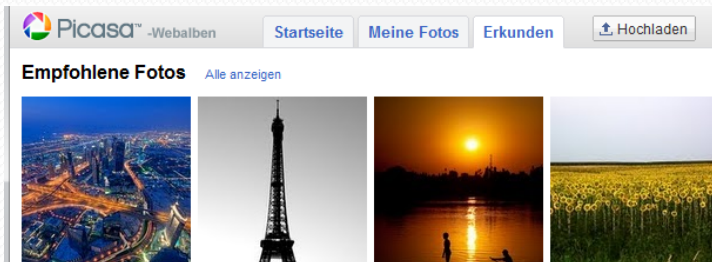 Picasa™ -Webalben Startseite Meine Fotos Erkunden Hochladen
Empfohlene Fotos Alle anzeigen